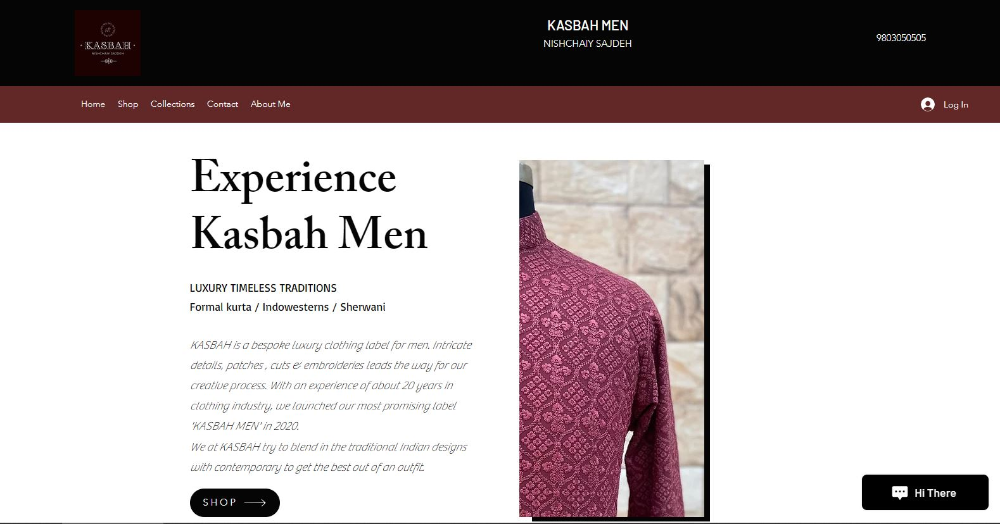 KASBAH
NISHCHAIY SAJDEH
KASBAH MEN
NISHCHAIY SAJDEH
9803050505
Home Shop Collections Contact About Me Log In
Experience
Kasbah Men
LUXURY TIMELESS TRADITIONS
Formal kurta / Indowesterns / Sherwani
KASBAH is a bespoke luxury clothing label for men. Intricate
details, patches , cuts & embroideries leads the way for our
creative process. With an experience of about 20 years in
clothing industry, we launched our most promising label
'KASBAH MEN' in 2020.
We at KASBAH try to blend in the traditional Indian designs
with contemporary to get the best out of an outfit.
SHOP
Hi There